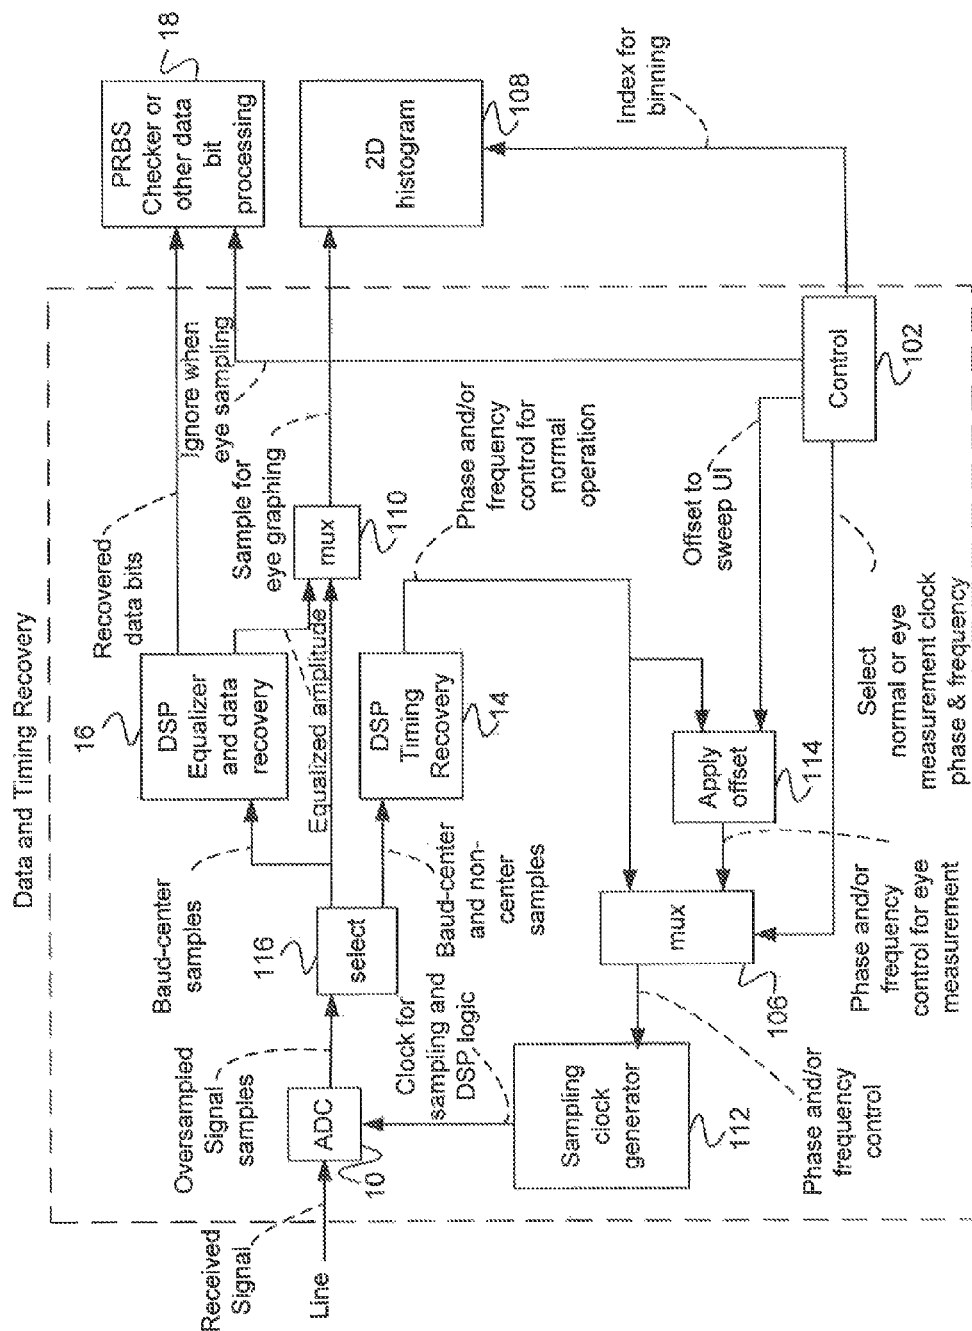 Data and Timing Recovery
Received
Signal
Line
Oversampled
Signal
samples
ADC
10
Baud-center
samples
116
select
16
DSP
Equalizer
and data
recovery
Recovered
data bits
Ignore when
eye sampling
18
PRBS
Checker or
other data
bit
processing
Equalized amplitude
Sample for
eye graphing
mux
110
2D
histogram
108
Index for
binning
Clock for
sampling and
DSP logic
Baud-center
and non-
center
samples
DSP
Timing
Recovery
14
Phase and/or
frequency
control for
normal
operation
Sampling
clock
generator
112
mux
106
Apply
offset
114
Offset to
sweep UI
Control
102
Phase and/or
frequency
control
Phase and/or
frequency
control for eye
measurement
Select
normal or eye
measurement clock
phase & frequency